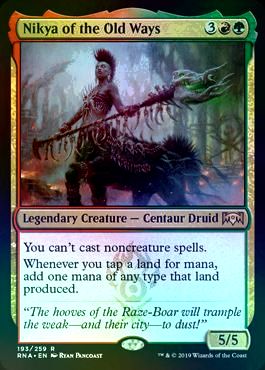 Nikya of the Old Ways 3
Legendary Creature — Centaur Druid
You can't cast noncreature spells.
Whenever you tap a land for mana,
add one mana of any type that land
produced.
"The hooves of the Raze-Boar will trample
the weak—and their city—to dust!"
5/5
193/259 R
RNA • EN Ryan Pancoast
™ & © 2019 Wizards of the Coast